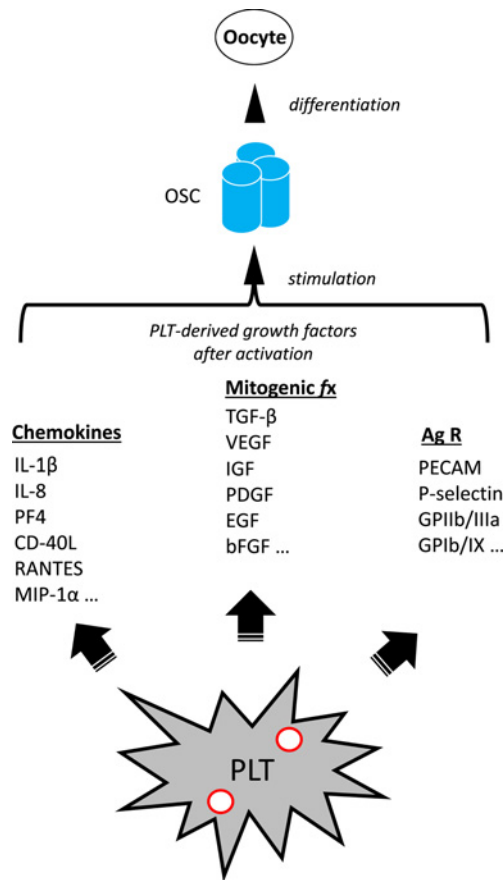 Oocyte
differentiation
OSC
stimulation
PLT-derived growth factors
after activation
Chemokines
IL-1β
IL-8
PF4
CD-40L
RANTES
MIP-1α ...
Mitogenic fx
TGF-β
VEGF
IGF
PDGF
EGF
bFGF ...
Ag R
PECAM
P-selectin
GPIIb/IIIa
GPIb/IX ...
PLT